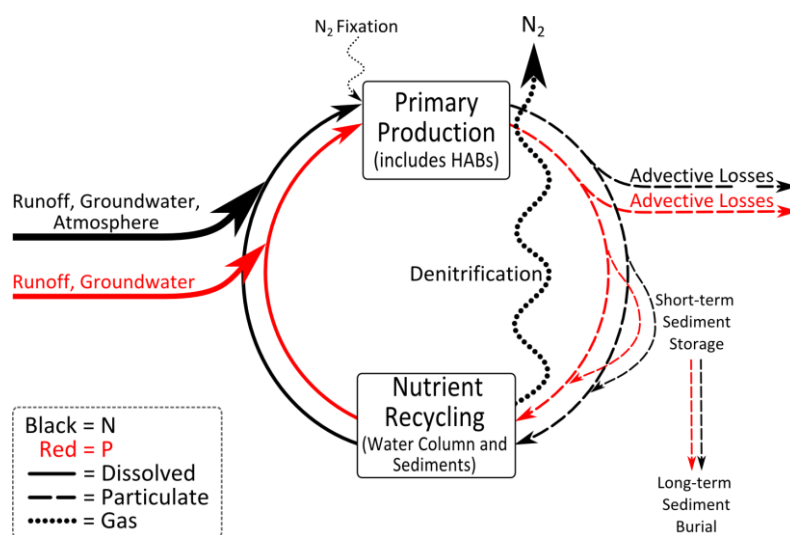 N₂ Fixation
N₂
Primary
Production
(includes HABs)
Advective Losses
Advective Losses
Runoff, Groundwater,
Atmosphere
Runoff, Groundwater
Denitrification
Short-term
Sediment
Storage
Nutrient
Recycling
(Water Column and
Sediments)
Long-term
Sediment
Burial
Black = N
Red = P
= Dissolved
= Particulate
= Gas